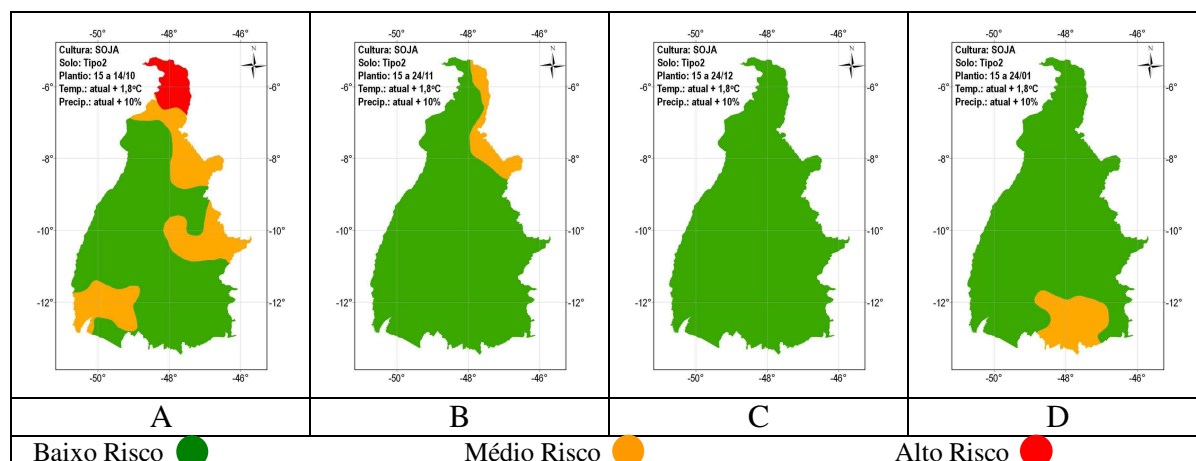 -50° -48° -46°
Cultura: SOJA
Solo: Tipo2
Plantio: 15 a 14/10
Temp.: atual + 1,8ºC
Precip.: atual + 10%
N
-6° -6°
-8° -8°
-10° -10°
-12° -12°
-50° -48° -46°
-50° -48° -46°
Cultura: SOJA
Solo: Tipo2
Plantio: 15 a 24/11
Temp.: atual + 1,8ºC
Precip.: atual + 10%
N
-6° -6°
-8° -8°
-10° -10°
-12° -12°
-50° -48° -46°
-50° -48° -46°
Cultura: SOJA
Solo: Tipo2
Plantio: 15 a 24/12
Temp.: atual + 1,8ºC
Precip.: atual + 10%
N
-6° -6°
-8° -8°
-10° -10°
-12° -12°
-50° -48° -46°
-50° -48° -46°
Cultura: SOJA
Solo: Tipo2
Plantio: 15 a 24/01
Temp.: atual + 1,8ºC
Precip.: atual + 10%
N
-6° -6°
-8° -8°
-10° -10°
-12° -12°
-50° -48° -46°
A B C D
Baixo Risco Médio Risco Alto Risco